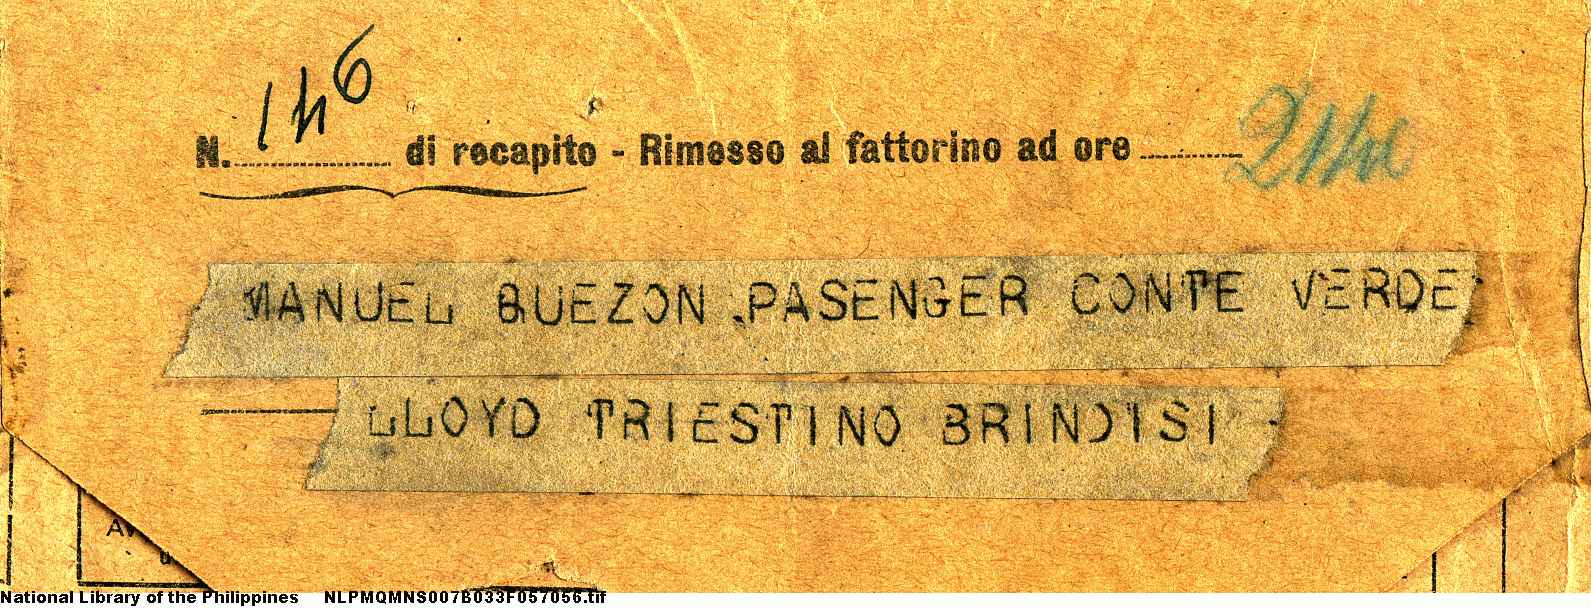 N. 146 di recapito - Rimesso al fattorino ad ore
MANUEL QUEZON PASENGER CONTE VERDE
LLOYD TRIESTINO BRINDISI
National Library of the Philippines NLPMQMNS007B033F057056.tif